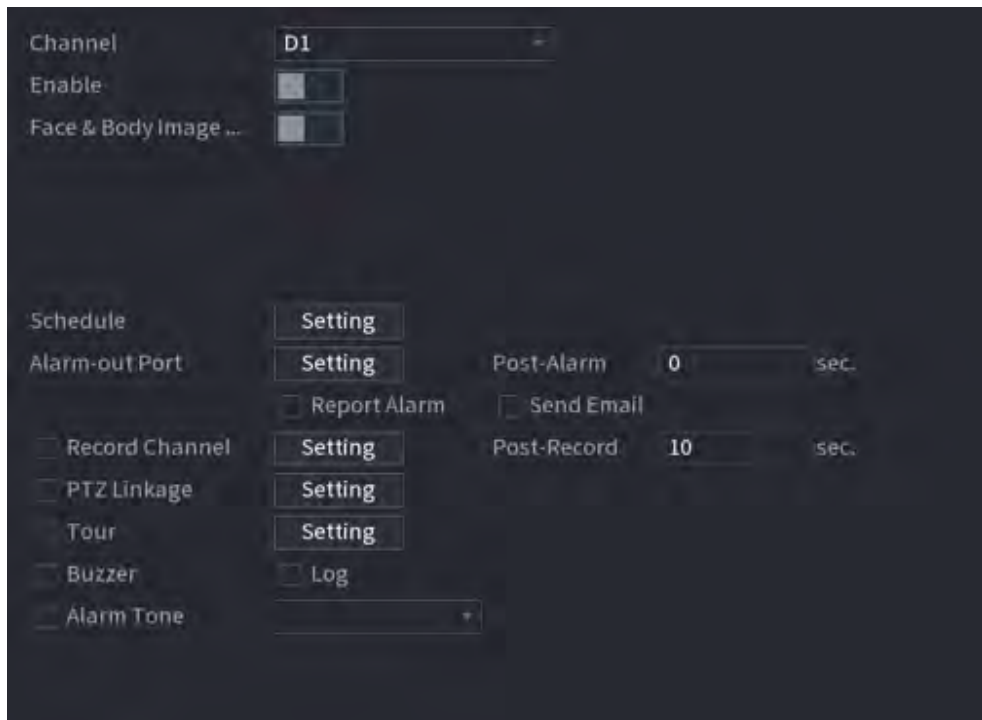 Channel D1
Enable
Face & Body Image ...
Schedule Setting
Alarm-out Port Setting Post-Alarm 0 sec.
Report Alarm Send Email
Record Channel Setting Post-Record 10 sec.
PTZ Linkage Setting
Tour Setting
Buzzer Log
Alarm Tone